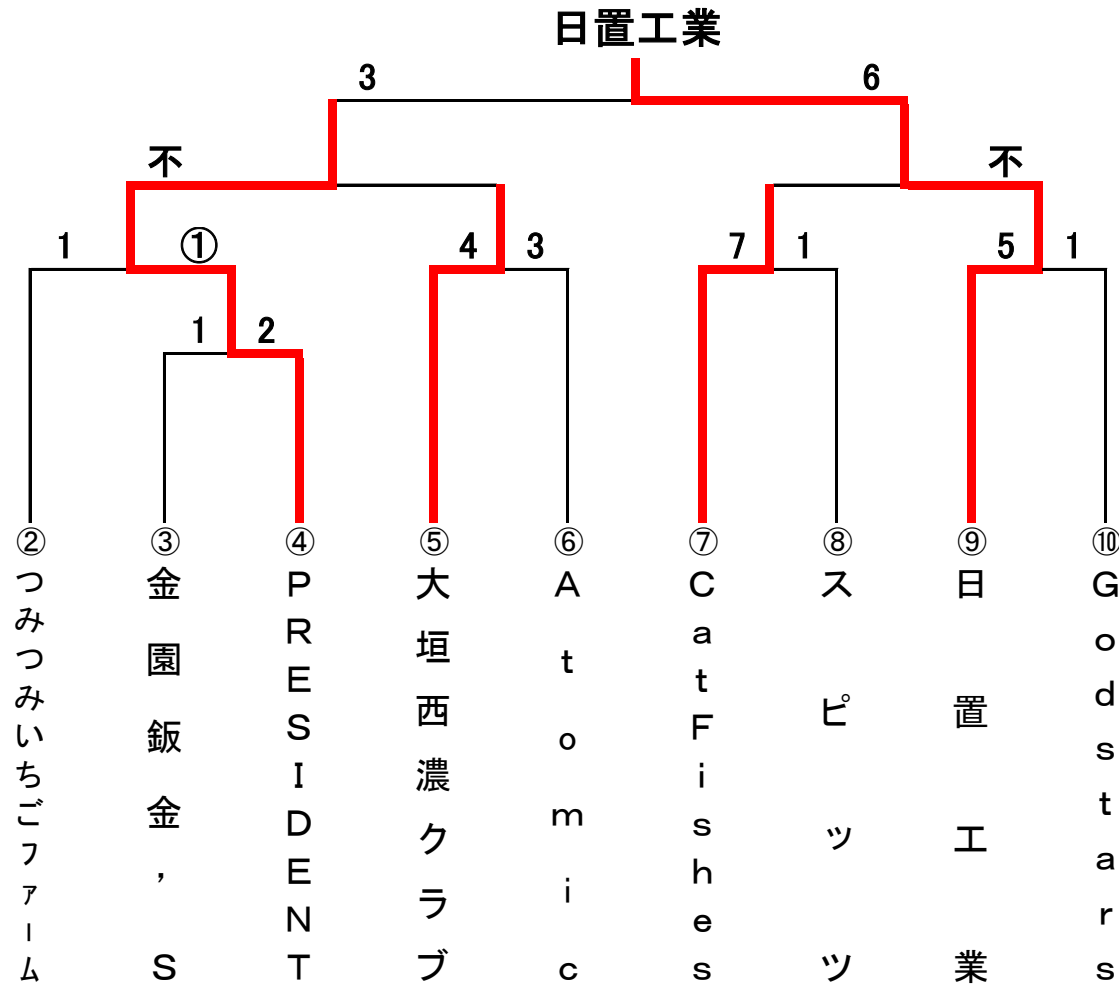 日置工業
3 6
不 不
1 ① 4 3 7 1 5 1
1 2
② ③ ④ ⑤ ⑥ ⑦ ⑧ ⑨ ⑩
つみつみいちごファーム
金園鈑金,S
PRESIDENT
大垣西濃クラブ
Atomic
CatFishes
スピッツ
日置工業
Godstars